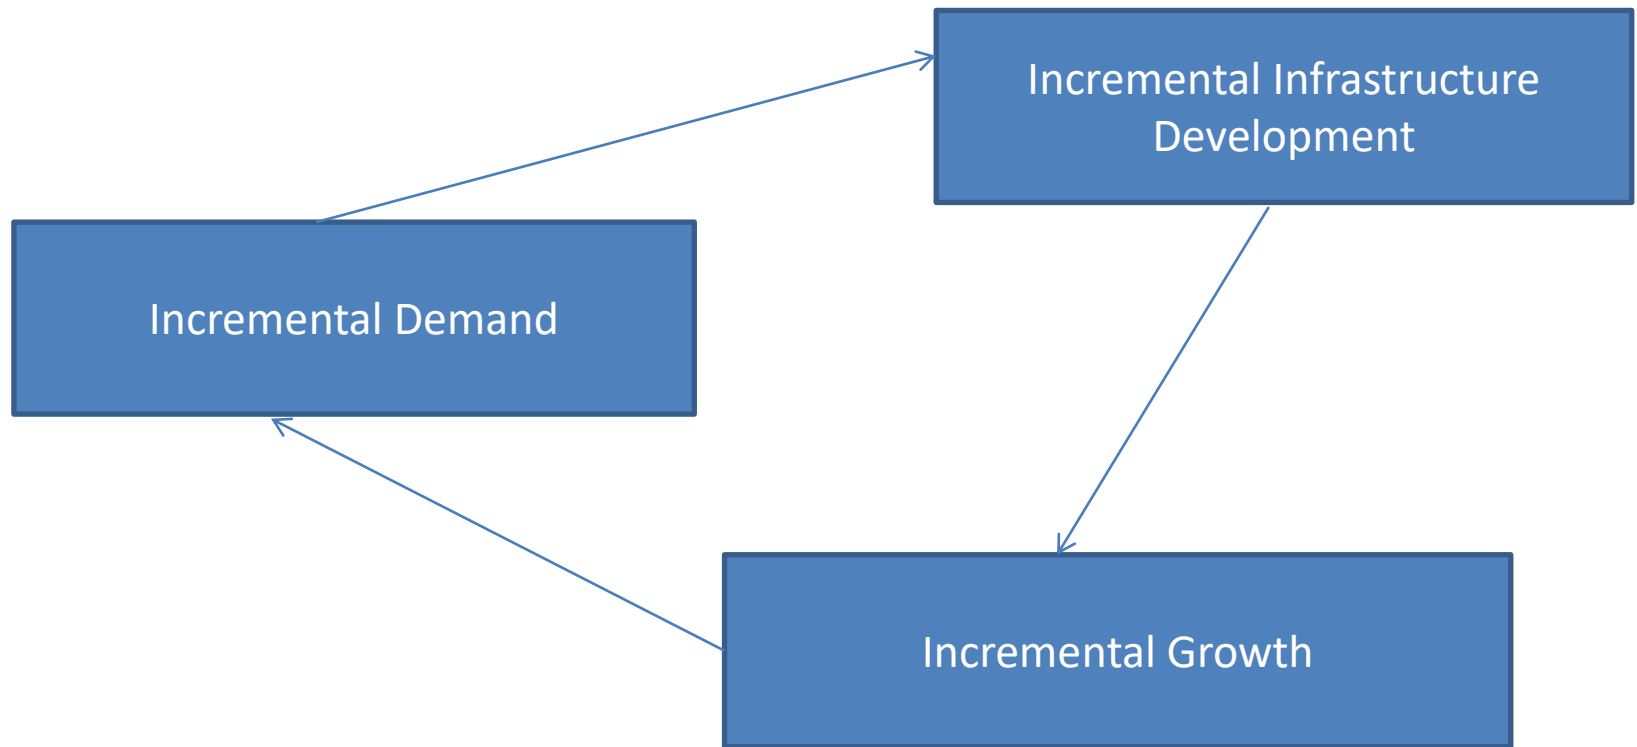 Incremental Infrastructure
Development
Incremental Demand
Incremental Growth